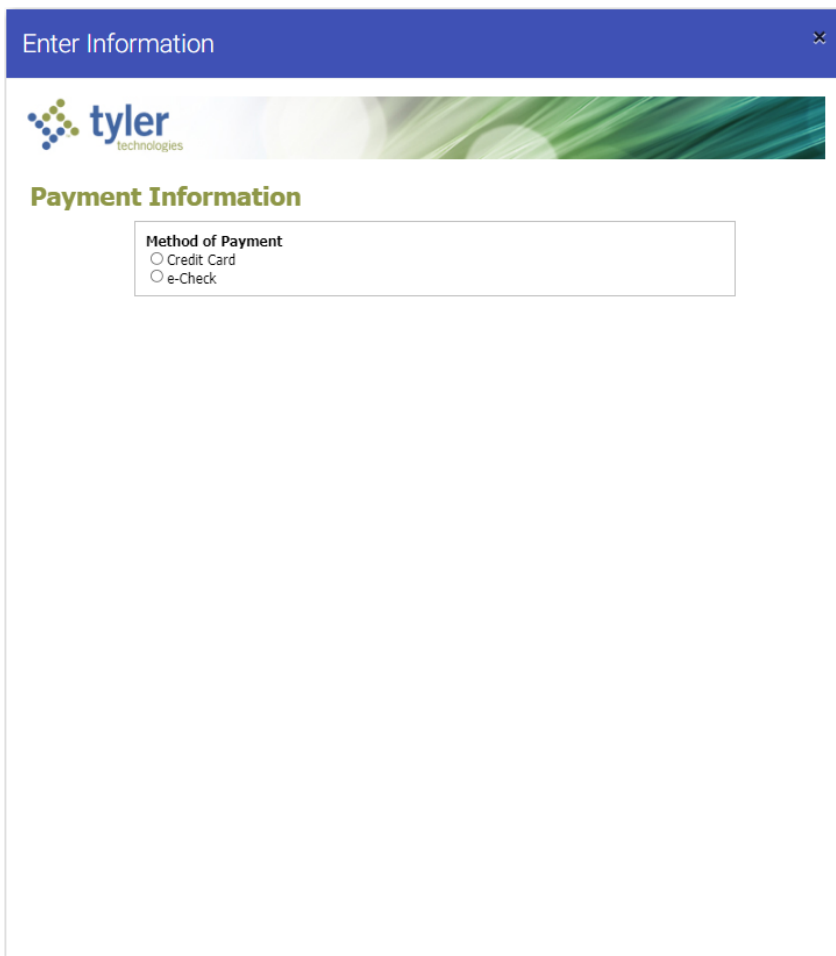 Enter Information
tyler
technologies
Payment Information
Method of Payment
Credit Card
e-Check